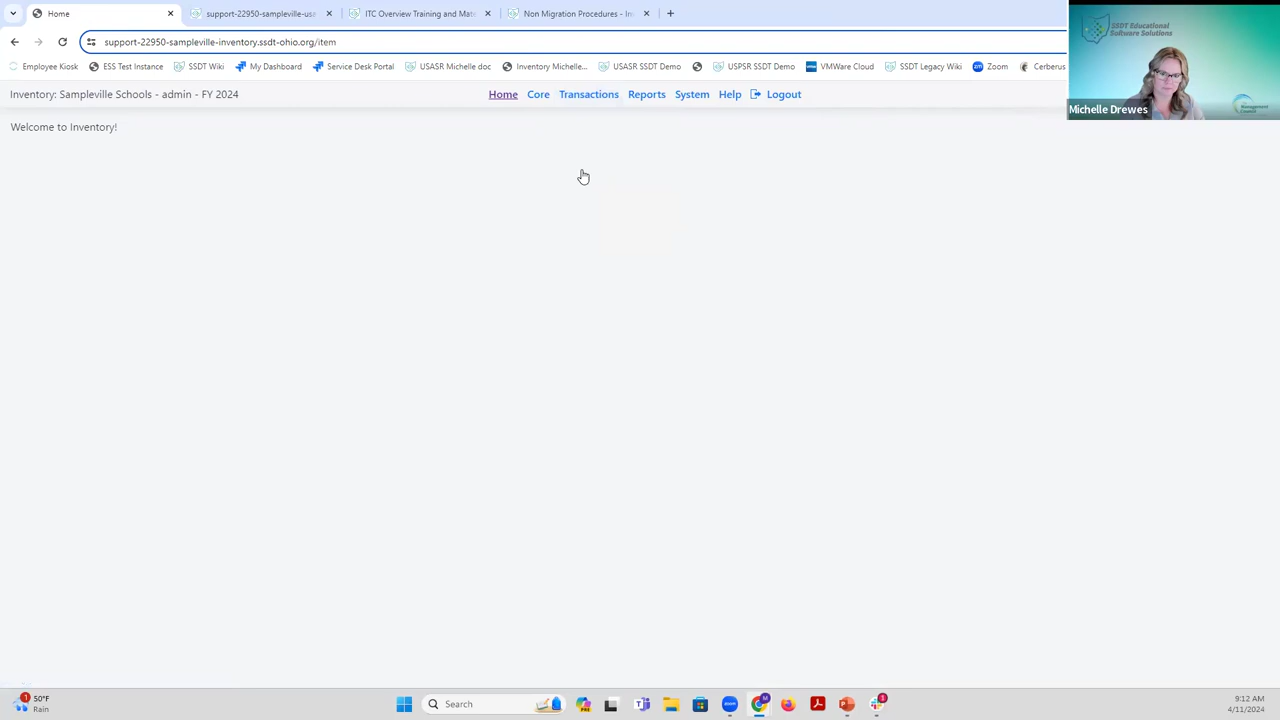 Home
support-22950-sampleville-usa
ITC Overview Training and Mate
Non Migration Procedures - In
support-22950-sampleville-inventory.ssdt-ohio.org/item
Employee Kiosk
ESS Test Instance
SSDT Wiki
My Dashboard
Service Desk Portal
USASR Michelle doc
Inventory Michelle...
USASR SSDT Demo
USPSR SSDT Demo
VMWare Cloud
SSDT Legacy Wiki
Zoom
Cerberus
SSDT Educational
Software Solutions
Management
Council
Michelle Drewes
Inventory: Sampleville Schools - admin - FY 2024
Home
Core
Transactions
Reports
System
Help
Logout
Welcome to Inventory!
50°F
Rain
Search
9:12 AM
4/11/2024